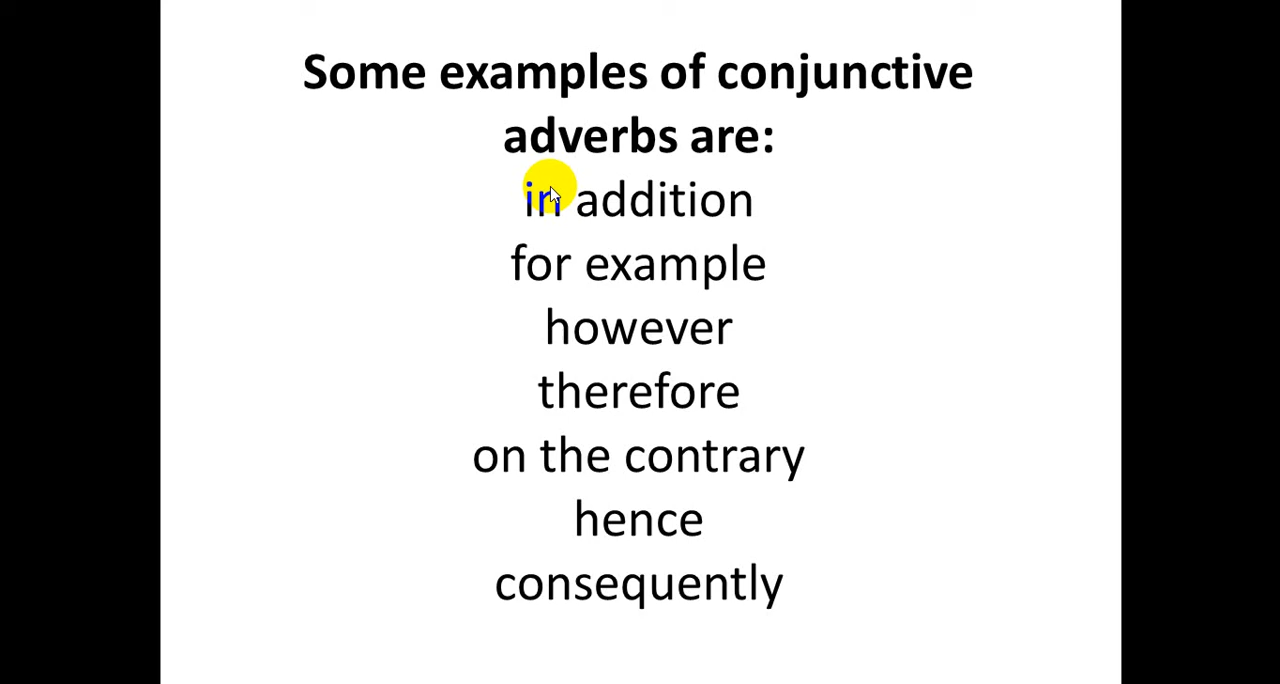 Some examples of conjunctive
adverbs are:
in addition
for example
however
therefore
on the contrary
hence
consequently